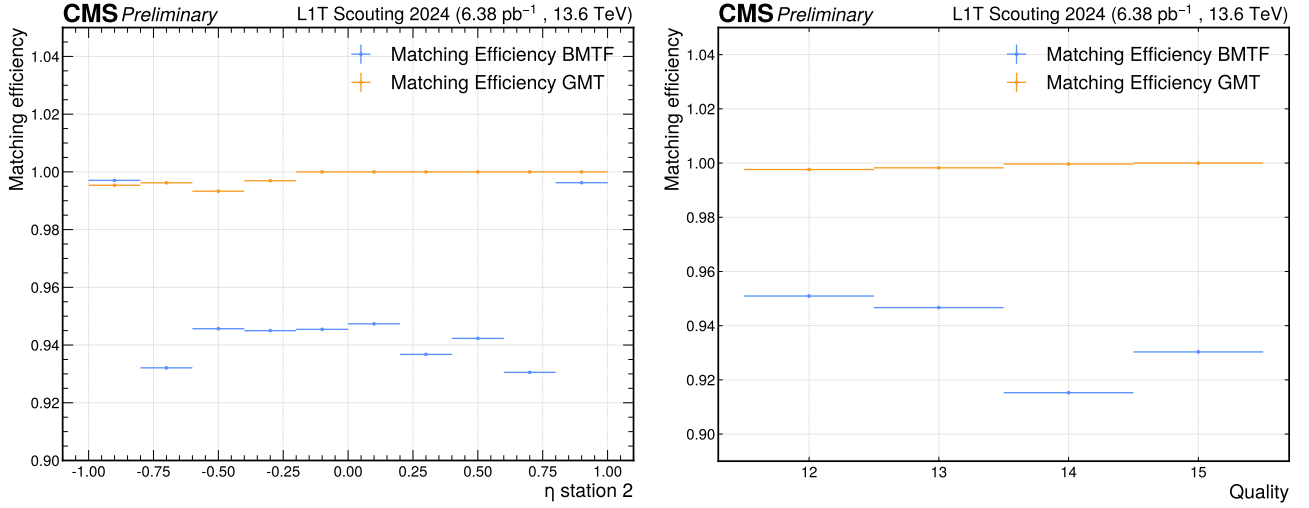 CMS Preliminary L1T Scouting 2024 (6.38 pb⁻¹ , 13.6 TeV)
Matching efficiency
Matching Efficiency BMTF
Matching Efficiency GMT
1.04
1.02
1.00
0.98
0.96
0.94
0.92
0.90
-1.00 -0.75 -0.50 -0.25 0.00 0.25 0.50 0.75 1.00
η station 2
CMS Preliminary L1T Scouting 2024 (6.38 pb⁻¹ , 13.6 TeV)
Matching efficiency
Matching Efficiency BMTF
Matching Efficiency GMT
1.04
1.02
1.00
0.98
0.96
0.94
0.92
0.90
12 13 14 15
Quality